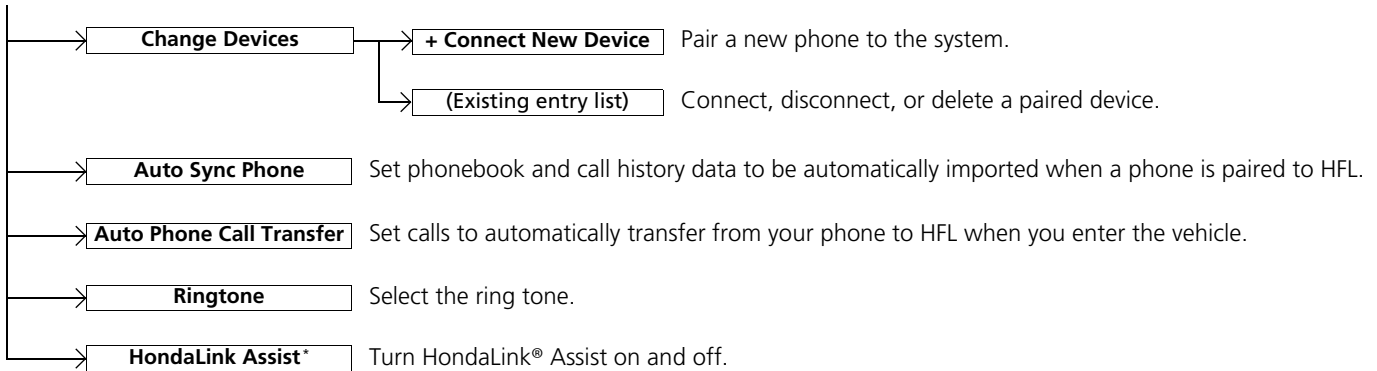 Change Devices + Connect New Device Pair a new phone to the system.
(Existing entry list) Connect, disconnect, or delete a paired device.
Auto Sync Phone Set phonebook and call history data to be automatically imported when a phone is paired to HFL.
Auto Phone Call Transfer Set calls to automatically transfer from your phone to HFL when you enter the vehicle.
Ringtone Select the ring tone.
HondaLink Assist* Turn HondaLink® Assist on and off.